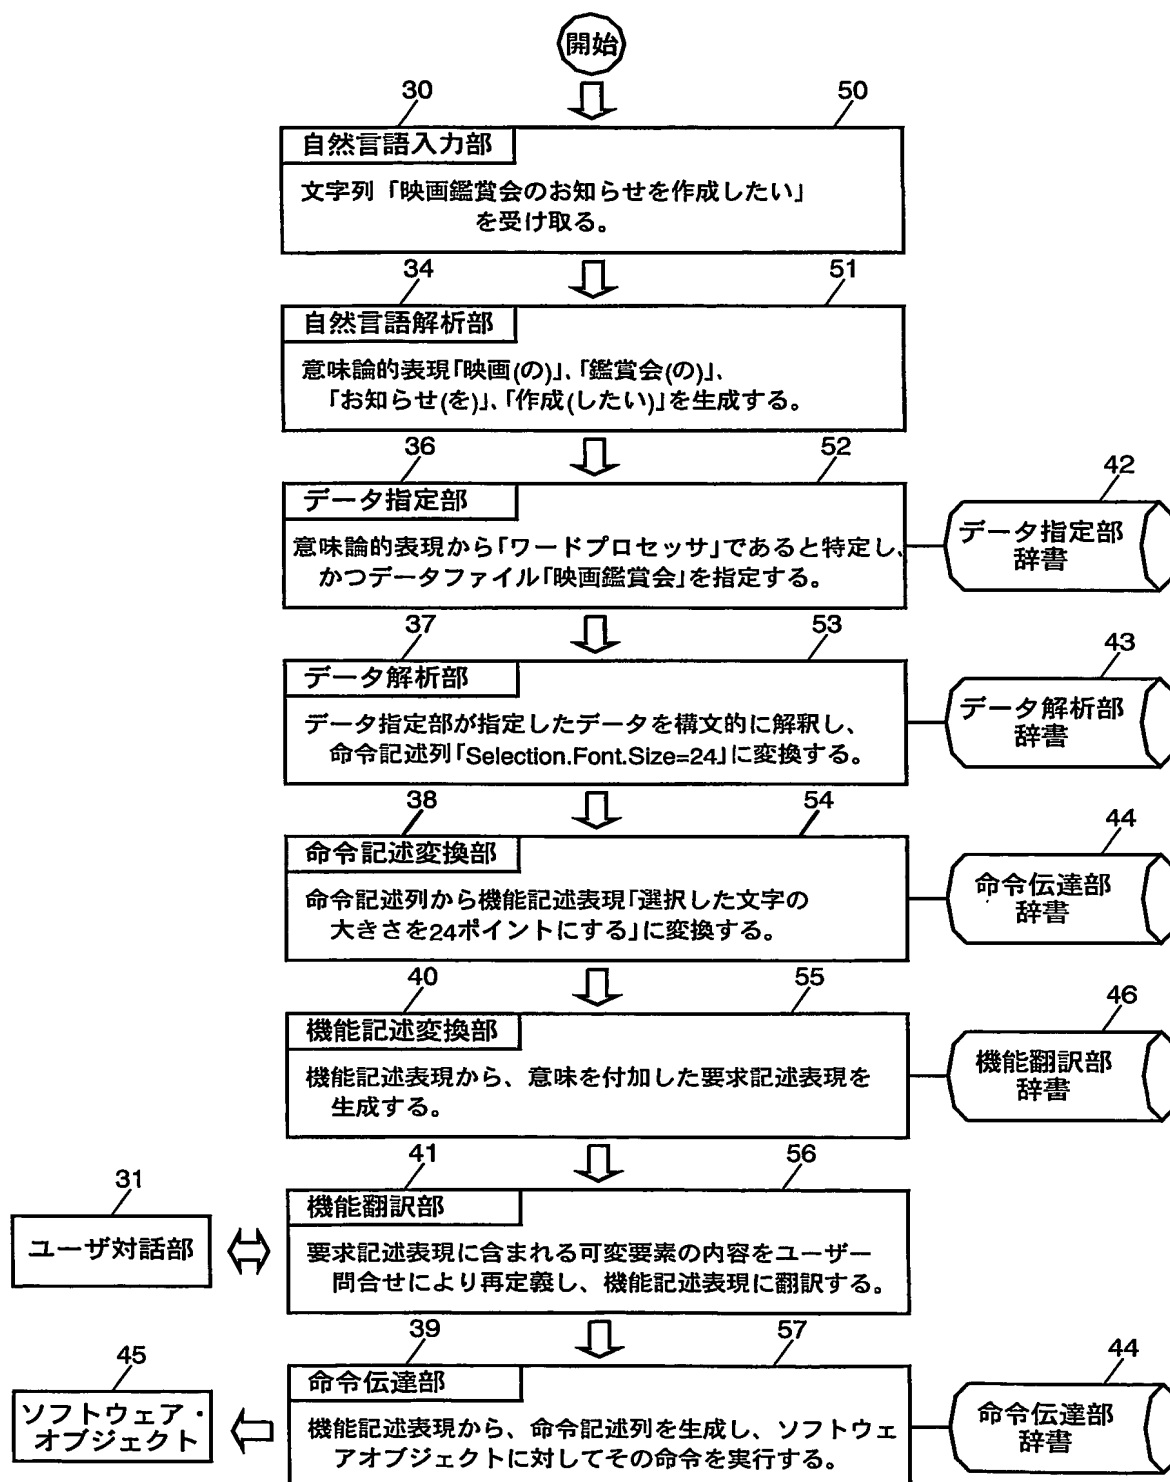 開始
30
50
自然言語入力部
文字列「映画鑑賞会のお知らせを作成したい」
を受け取る。
34
51
自然言語解析部
意味論的表現「映画(の)」、「鑑賞会(の)」、
「お知らせ(を)」、「作成(したい)」を生成する。
36
52
42
データ指定部
意味論的表現から「ワードプロセッサ」であると特定し、
かつデータファイル「映画鑑賞会」を指定する。
データ指定部
辞書
37
53
43
データ解析部
データ指定部が指定したデータを構文的に解釈し、
命令記述列「Selection.Font.Size=24」に変換する。
データ解析部
辞書
38
54
44
命令記述変換部
命令記述列から機能記述表現「選択した文字の
大きさを24ポイントにする」に変換する。
命令伝達部
辞書
40
55
46
機能記述変換部
機能記述表現から、意味を付加した要求記述表現を
生成する。
機能翻訳部
辞書
31
41
56
ユーザ対話部
機能翻訳部
要求記述表現に含まれる可変要素の内容をユーザー
問合せにより再定義し、機能記述表現に翻訳する。
45
39
57
44
ソフトウェア・
オブジェクト
命令伝達部
機能記述表現から、命令記述列を生成し、ソフトウェ
アオブジェクトに対してその命令を実行する。
命令伝達部
辞書